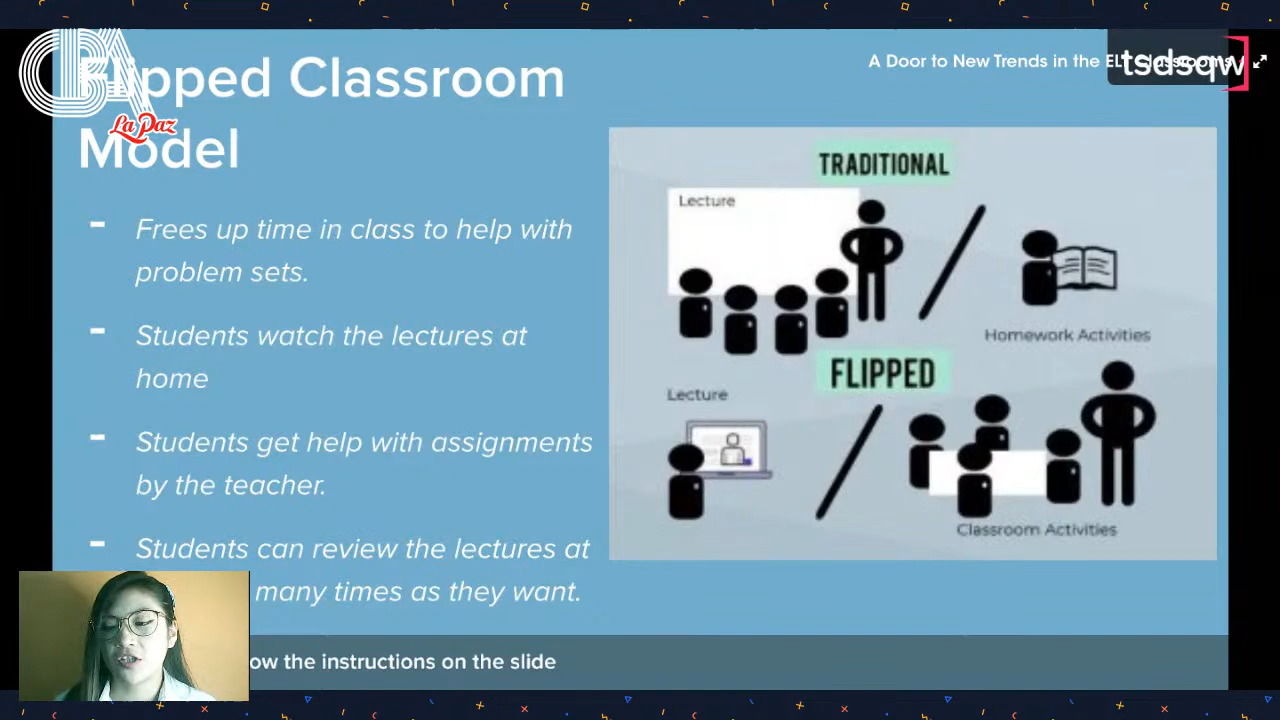 CBA
La Paz
Flipped Classroom
Model
A Door to New Trends in the ELT Classrooms
tsdsqw
- Frees up time in class to help with
problem sets.
- Students watch the lectures at
home
- Students get help with assignments
by the teacher.
- Students can review the lectures at
many times as they want.
TRADITIONAL
Lecture
Homework Activities
FLIPPED
Lecture
Classroom Activities
ow the instructions on the slide